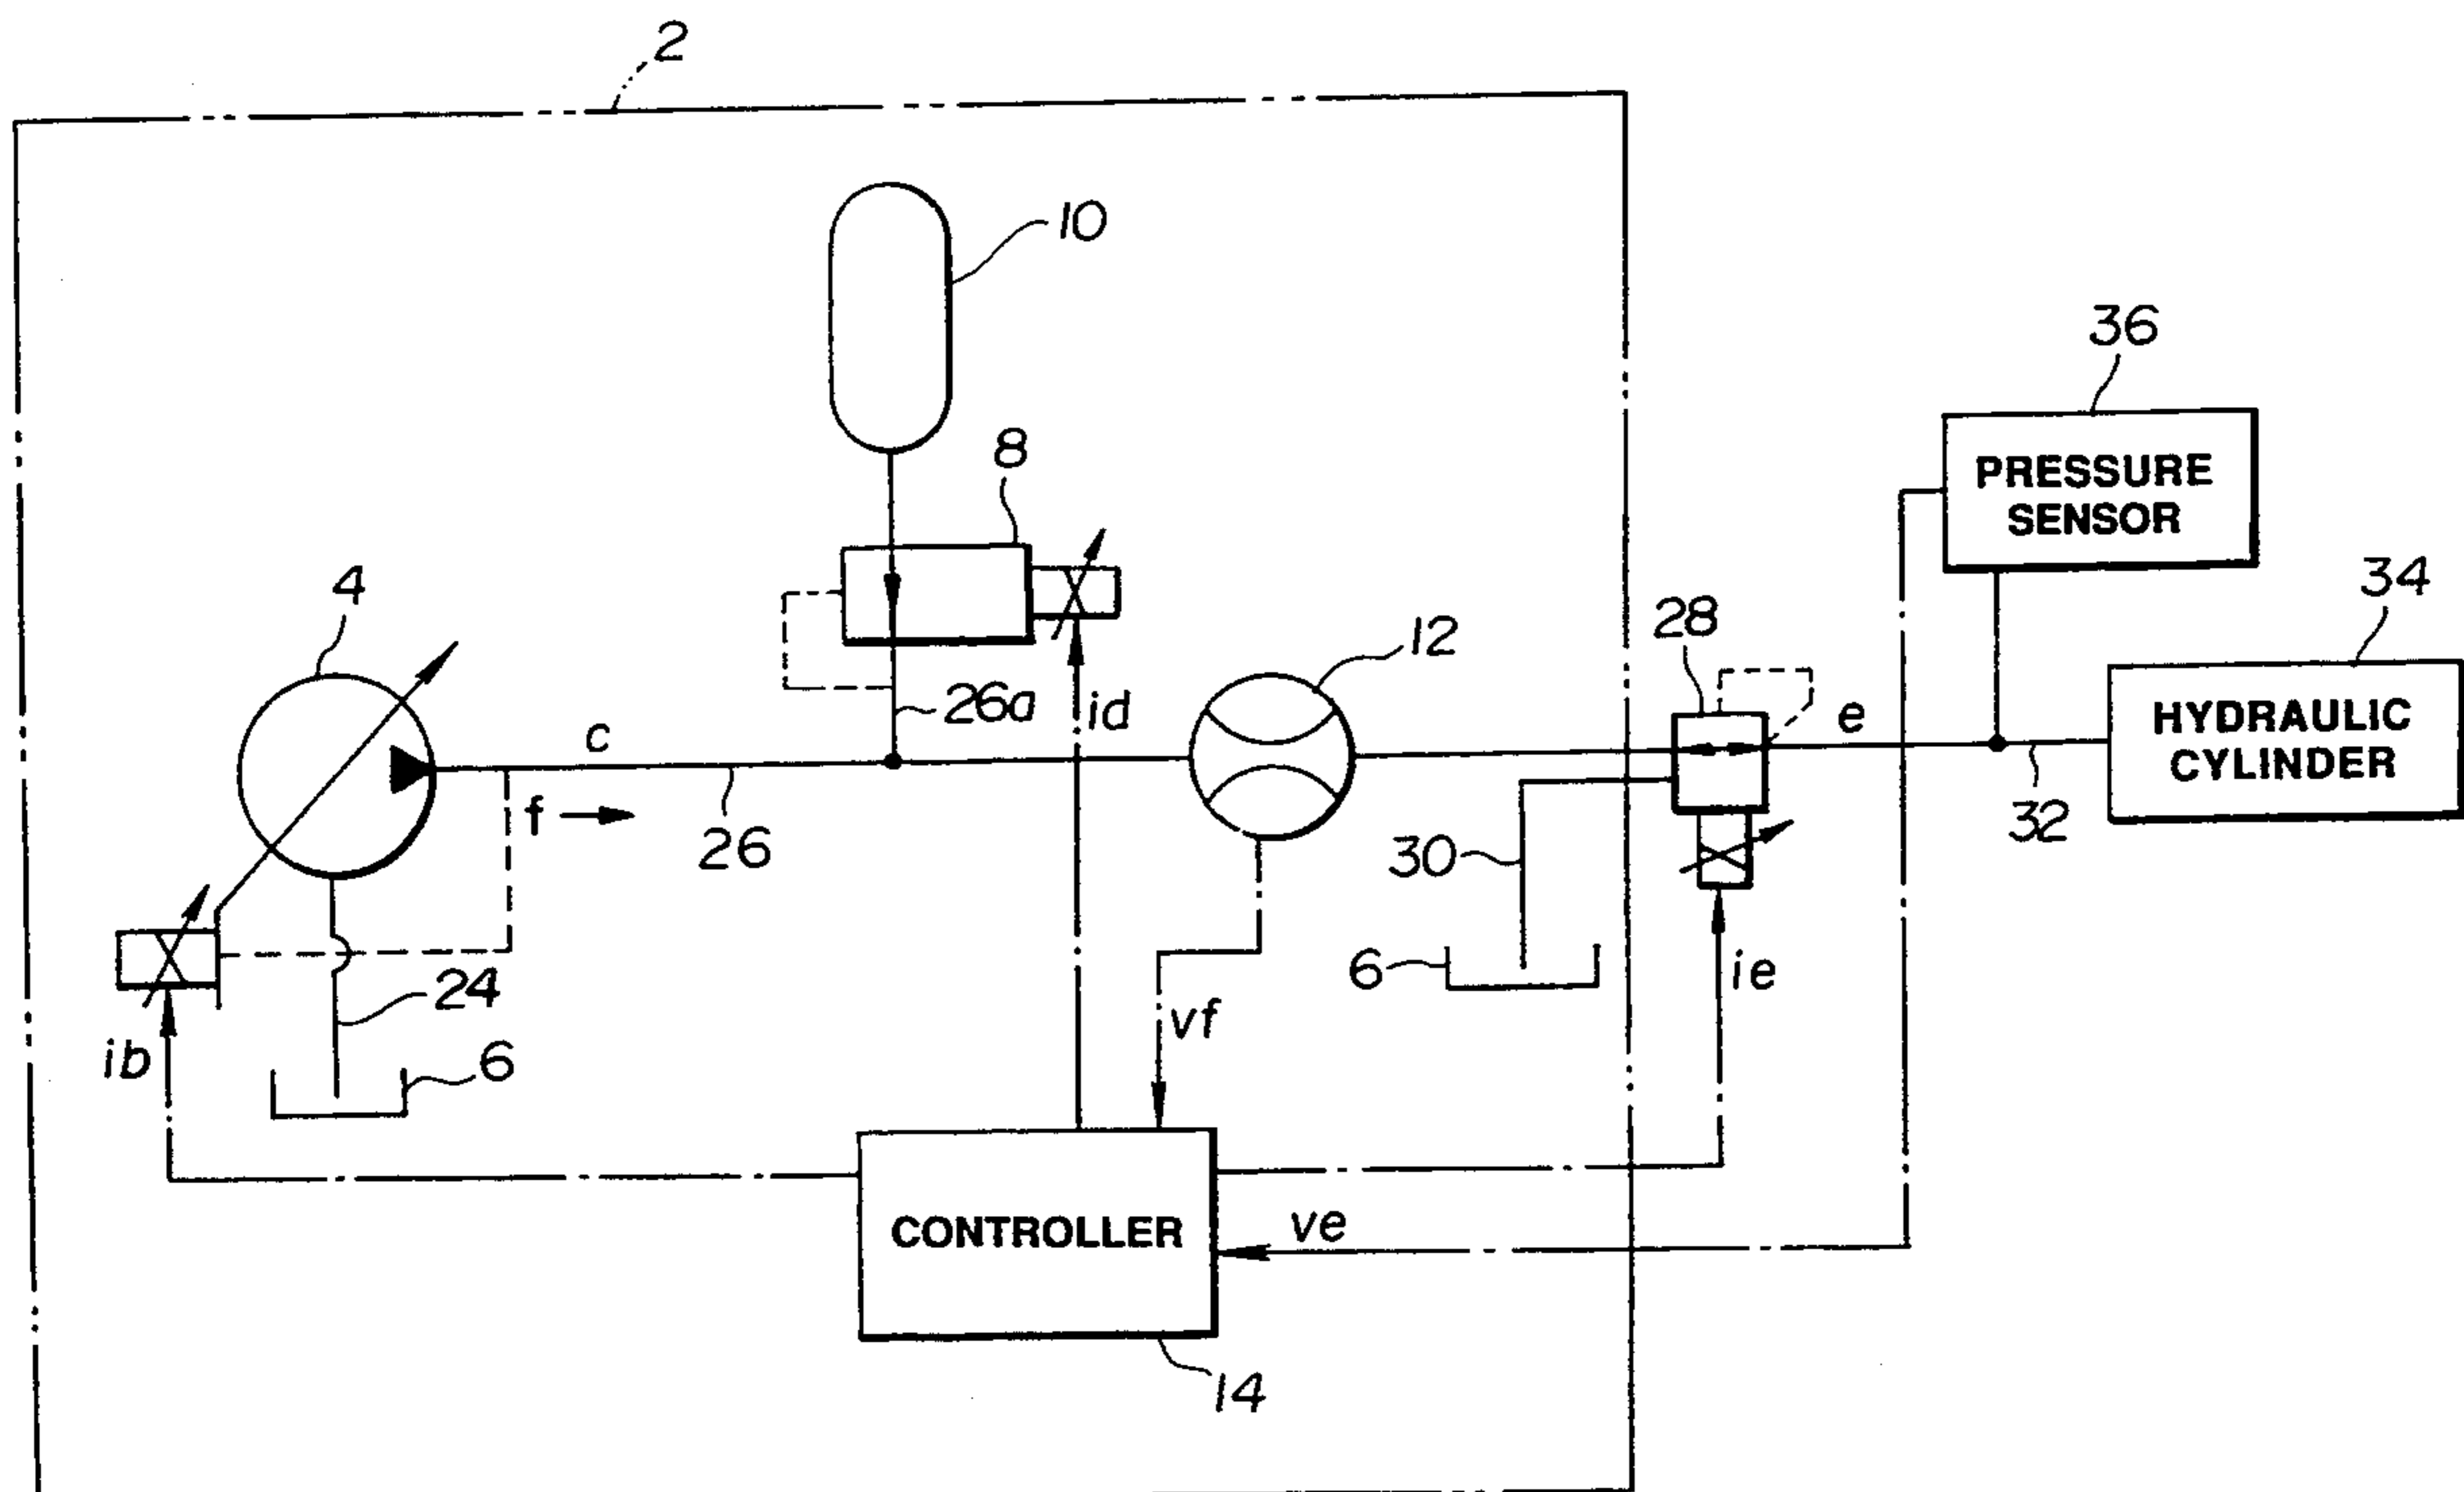 2
10
36
PRESSURE
SENSOR
8
34
4
28
12
26a
id
e
HYDRAULIC
CYLINDER
c
f
26
32
30
24
6
ie
vf
ib
6
ve
CONTROLLER
14